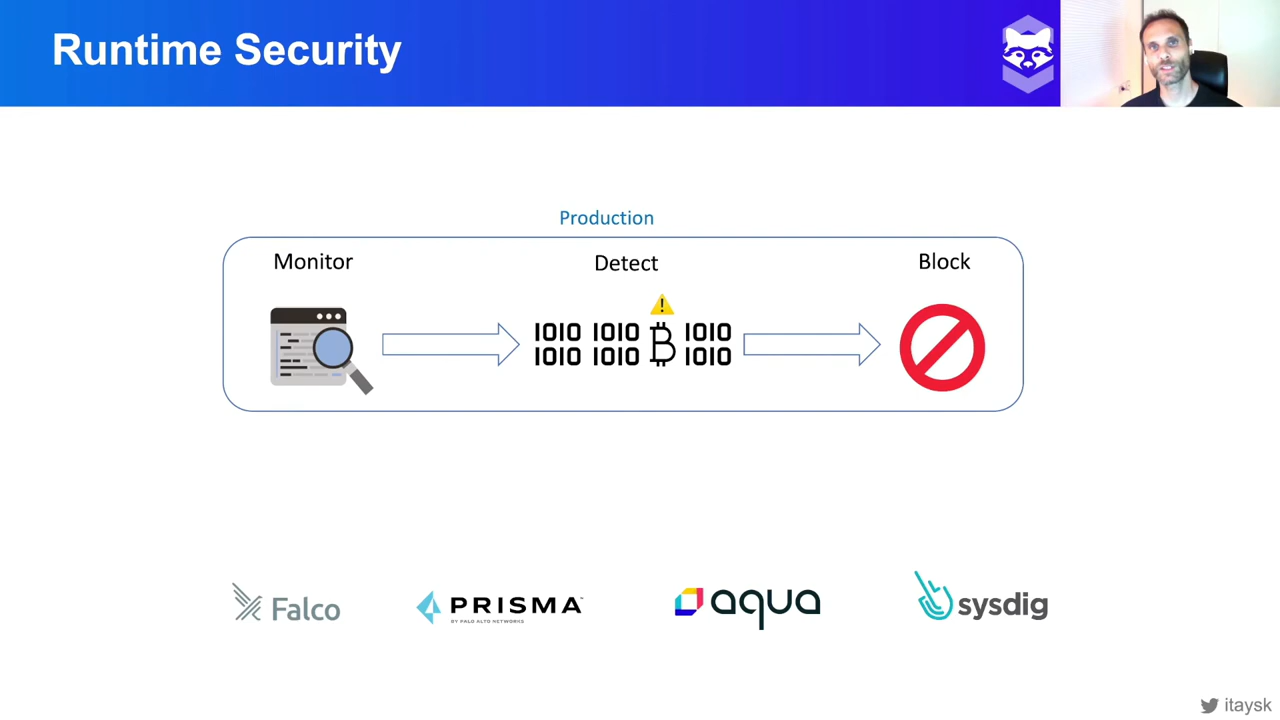 Runtime Security
Production
Monitor
Detect
Block
1010 1010 1010
1010 1010 1010
Falco
PRISMA™
BY PALO ALTO NETWORKS
aqua
sysdig
itaysk